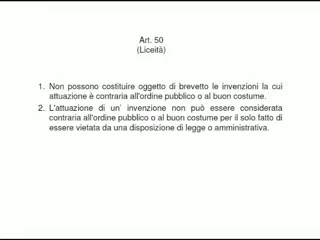 Art. 50
(Liceità)
1. Non possono costituire oggetto di brevetto le invenzioni la cui
attuazione è contraria all'ordine pubblico o al buon costume.
2. L'attuazione di un' invenzione non può essere considerata
contraria all'ordine pubblico o al buon costume per il solo fatto di
essere vietata da una disposizione di legge o amministrativa.